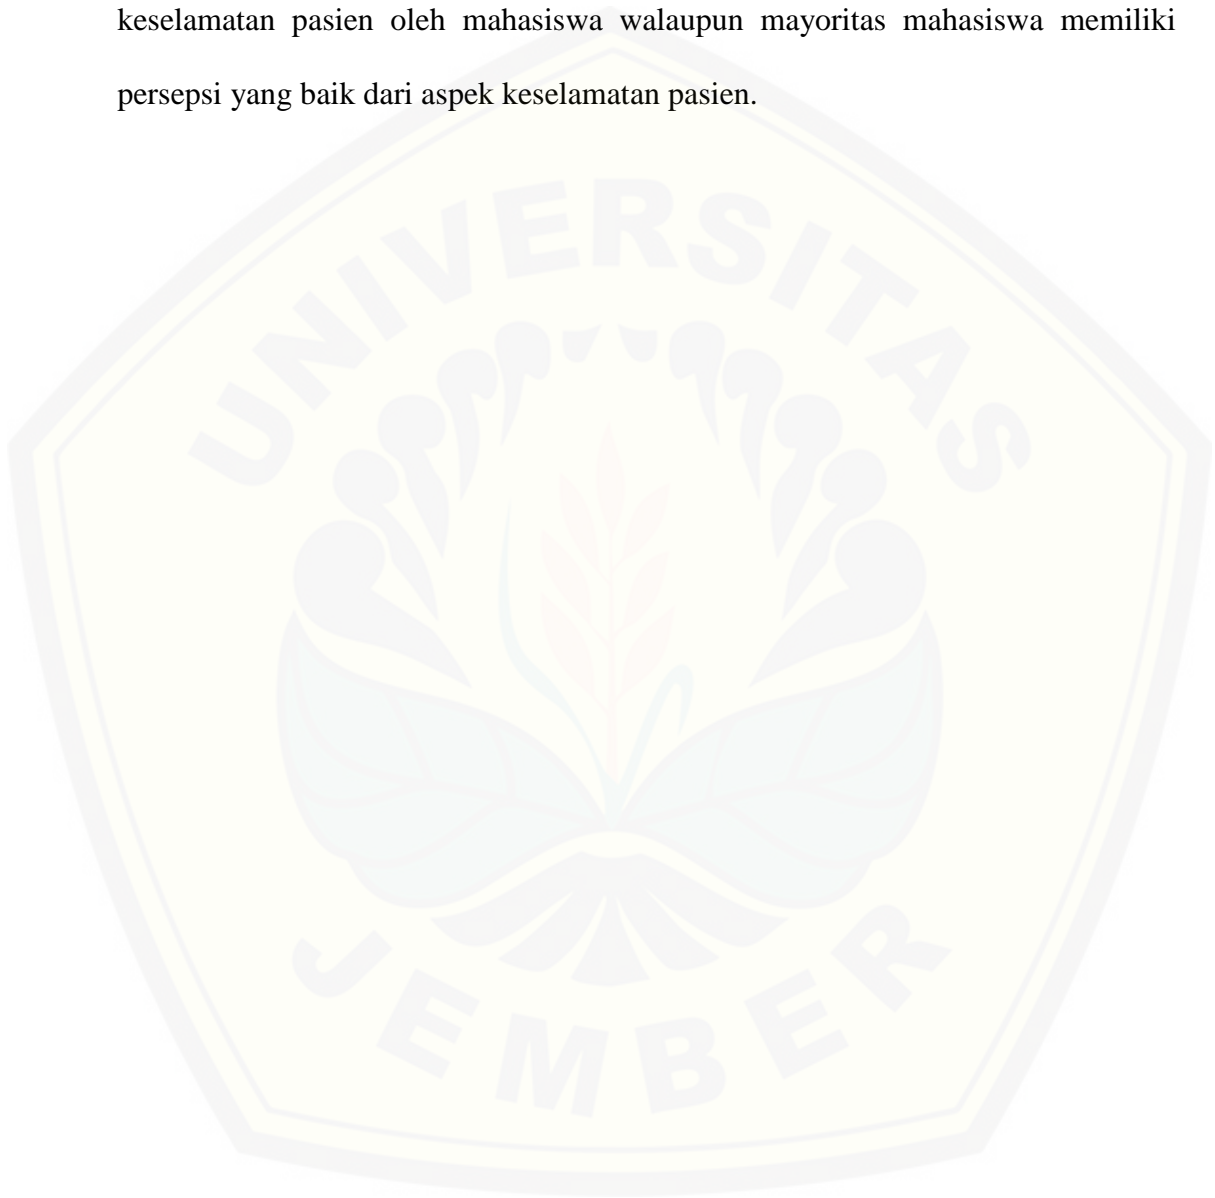 keselamatan pasien oleh mahasiswa walaupun mayoritas mahasiswa memiliki
persepsi yang baik dari aspek keselamatan pasien.
UNIVERSITAS
JEMBER